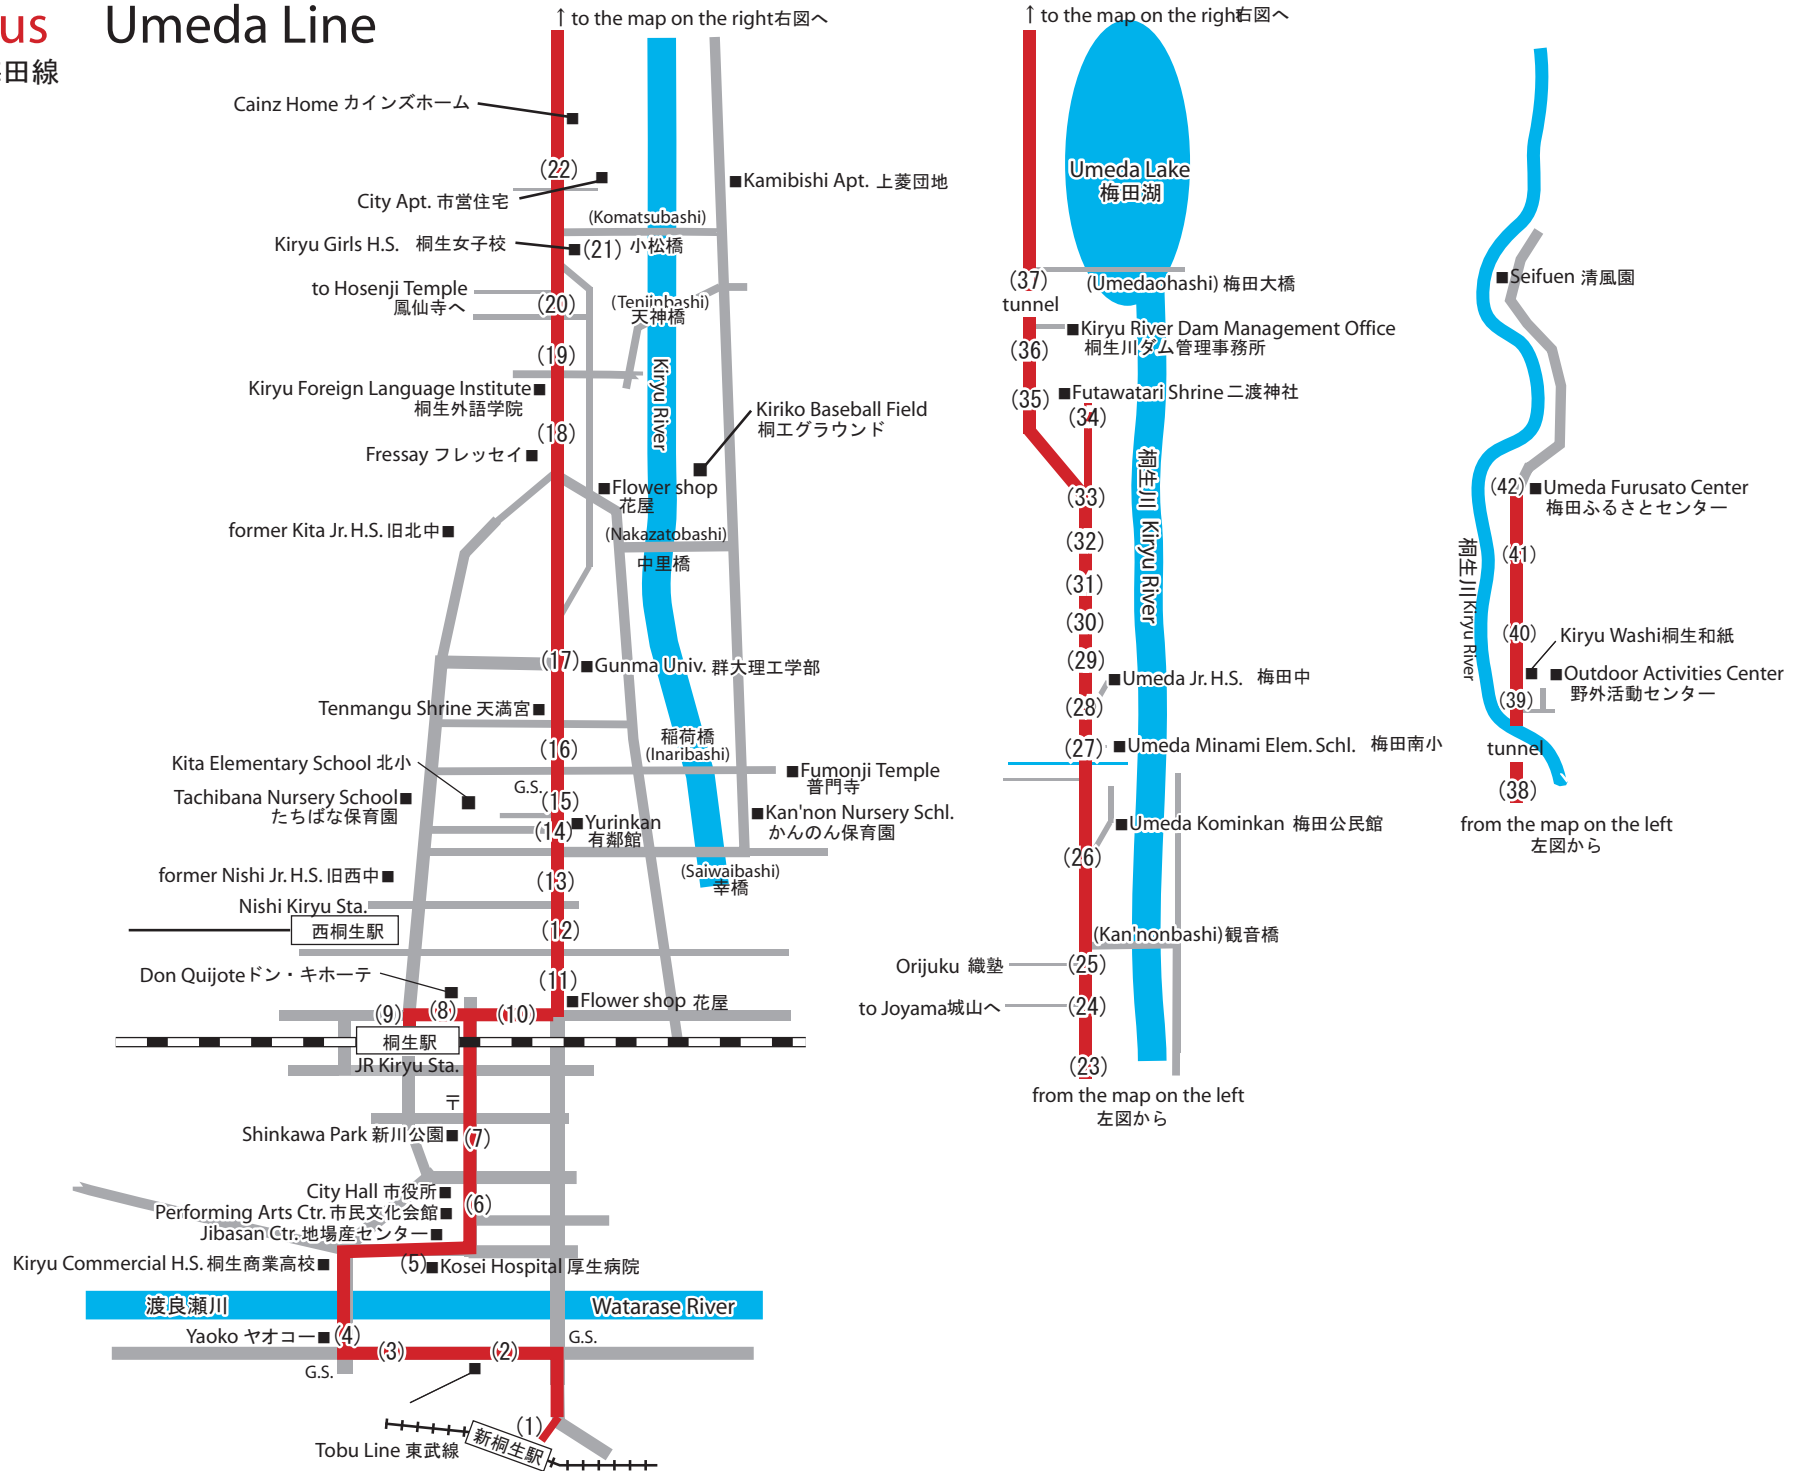 us
Umeda Line
田線
↑ to the map on the right右図へ
Cainz Home カインズホーム
(22)
City Apt. 市営住宅
Kamibishi Apt. 上菱団地
(Komatsubashi)
小松橋
Kiryu Girls H.S. 桐生女子校
(21)
to Hosenji Temple
鳳仙寺へ
(20)
(Tenjinbashi)
天神橋
(19)
Kiryu River
Kiryu Foreign Language Institute
桐生外語学院
Kiriko Baseball Field
桐工グラウンド
(18)
Fressay フレッセイ
Flower shop
花屋
former Kita Jr. H.S. 旧北中
(Nakazatobashi)
中里橋
(17)
Gunma Univ. 群大理工学部
Tenmangu Shrine 天満宮
(16)
稲荷橋
(Inaribashi)
Kita Elementary School 北小
Fumonji Temple
普門寺
G.S.
(15)
Tachibana Nursery School
たちばな保育園
(14)
Yurinkan
有鄰館
Kan'non Nursery Schl.
かんのん保育園
former Nishi Jr. H.S. 旧西中
(13)
(Saiwaibashi)
幸橋
Nishi Kiryu Sta.
西桐生駅
(12)
Don Quijoteドン・キホーテ
(11)
Flower shop 花屋
(9)
(8)
(10)
桐生駅
JR Kiryu Sta.
〒
Shinkawa Park 新川公園
(7)
City Hall 市役所
(6)
Performing Arts Ctr. 市民文化会館
Jibasan Ctr. 地場産センター
Kiryu Commercial H.S. 桐生商業高校
(5)
Kosei Hospital 厚生病院
渡良瀬川
Watarase River
Yaoko ヤオコー
(4)
(3)
(2)
G.S.
G.S.
(1)
Tobu Line 東武線
新桐生駅
↑ to the map on the right右図へ
Umeda Lake
梅田湖
(37)
(Umedaohashi) 梅田大橋
tunnel
Kiryu River Dam Management Office
桐生川ダム管理事務所
(36)
(35)
Futawatari Shrine 二渡神社
(34)
桐生川 Kiryu River
(33)
(32)
(31)
(30)
(29)
Umeda Jr. H.S. 梅田中
(28)
(27)
Umeda Minami Elem. Schl. 梅田南小
Umeda Kominkan 梅田公民館
(26)
(Kan'nonbashi)観音橋
Orijuku 織塾
(25)
to Joyama城山へ
(24)
(23)
from the map on the left
左図から
Seifuen 清風園
(42)
Umeda Furusato Center
梅田ふるさとセンター
(41)
桐生川 Kiryu River
(40)
Kiryu Washi桐生和紙
Outdoor Activities Center
野外活動センター
(39)
tunnel
(38)
from the map on the left
左図から